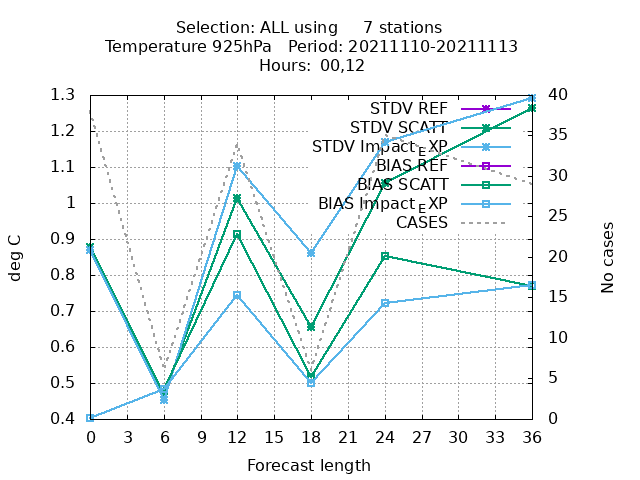 Selection: ALL using 7 stations
Temperature 925hPa Period: 20211110-20211113
Hours: 00,12
STDV REF
STDV SCATT
STDV Impact_EXP
BIAS REF
BIAS SCATT
BIAS Impact_EXP
CASES
1.3
1.2
1.1
1
0.9
0.8
0.7
0.6
0.5
0.4
deg C
40
35
30
25
20
15
10
5
0
No cases
0 3 6 9 12 15 18 21 24 27 30 33 36
Forecast length